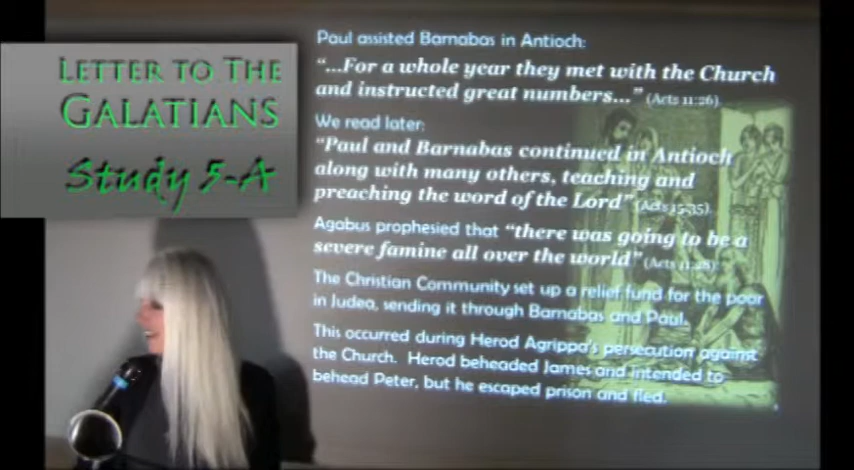 LETTER TO THE
GALATIANS
Study 5-A
Paul assisted Barnabas in Antioch:
"...For a whole year they met with the Church
and instructed great numbers..." (Acts 11:26)
We read later:
"Paul and Barnabas continued in Antioch
along with many others, teaching and
preaching the word of the Lord" (Acts 15:35).
Agabus prophesied that "there was going to be a
severe famine all over the world" (Acts 11:28).
The Christian Community set up a relief fund for the poor
in Judea, sending it through Barnabas and Paul.
This occurred during Herod Agrippa's persecution against
the Church. Herod beheaded James and intended to
behead Peter, but he escaped prison and fled.